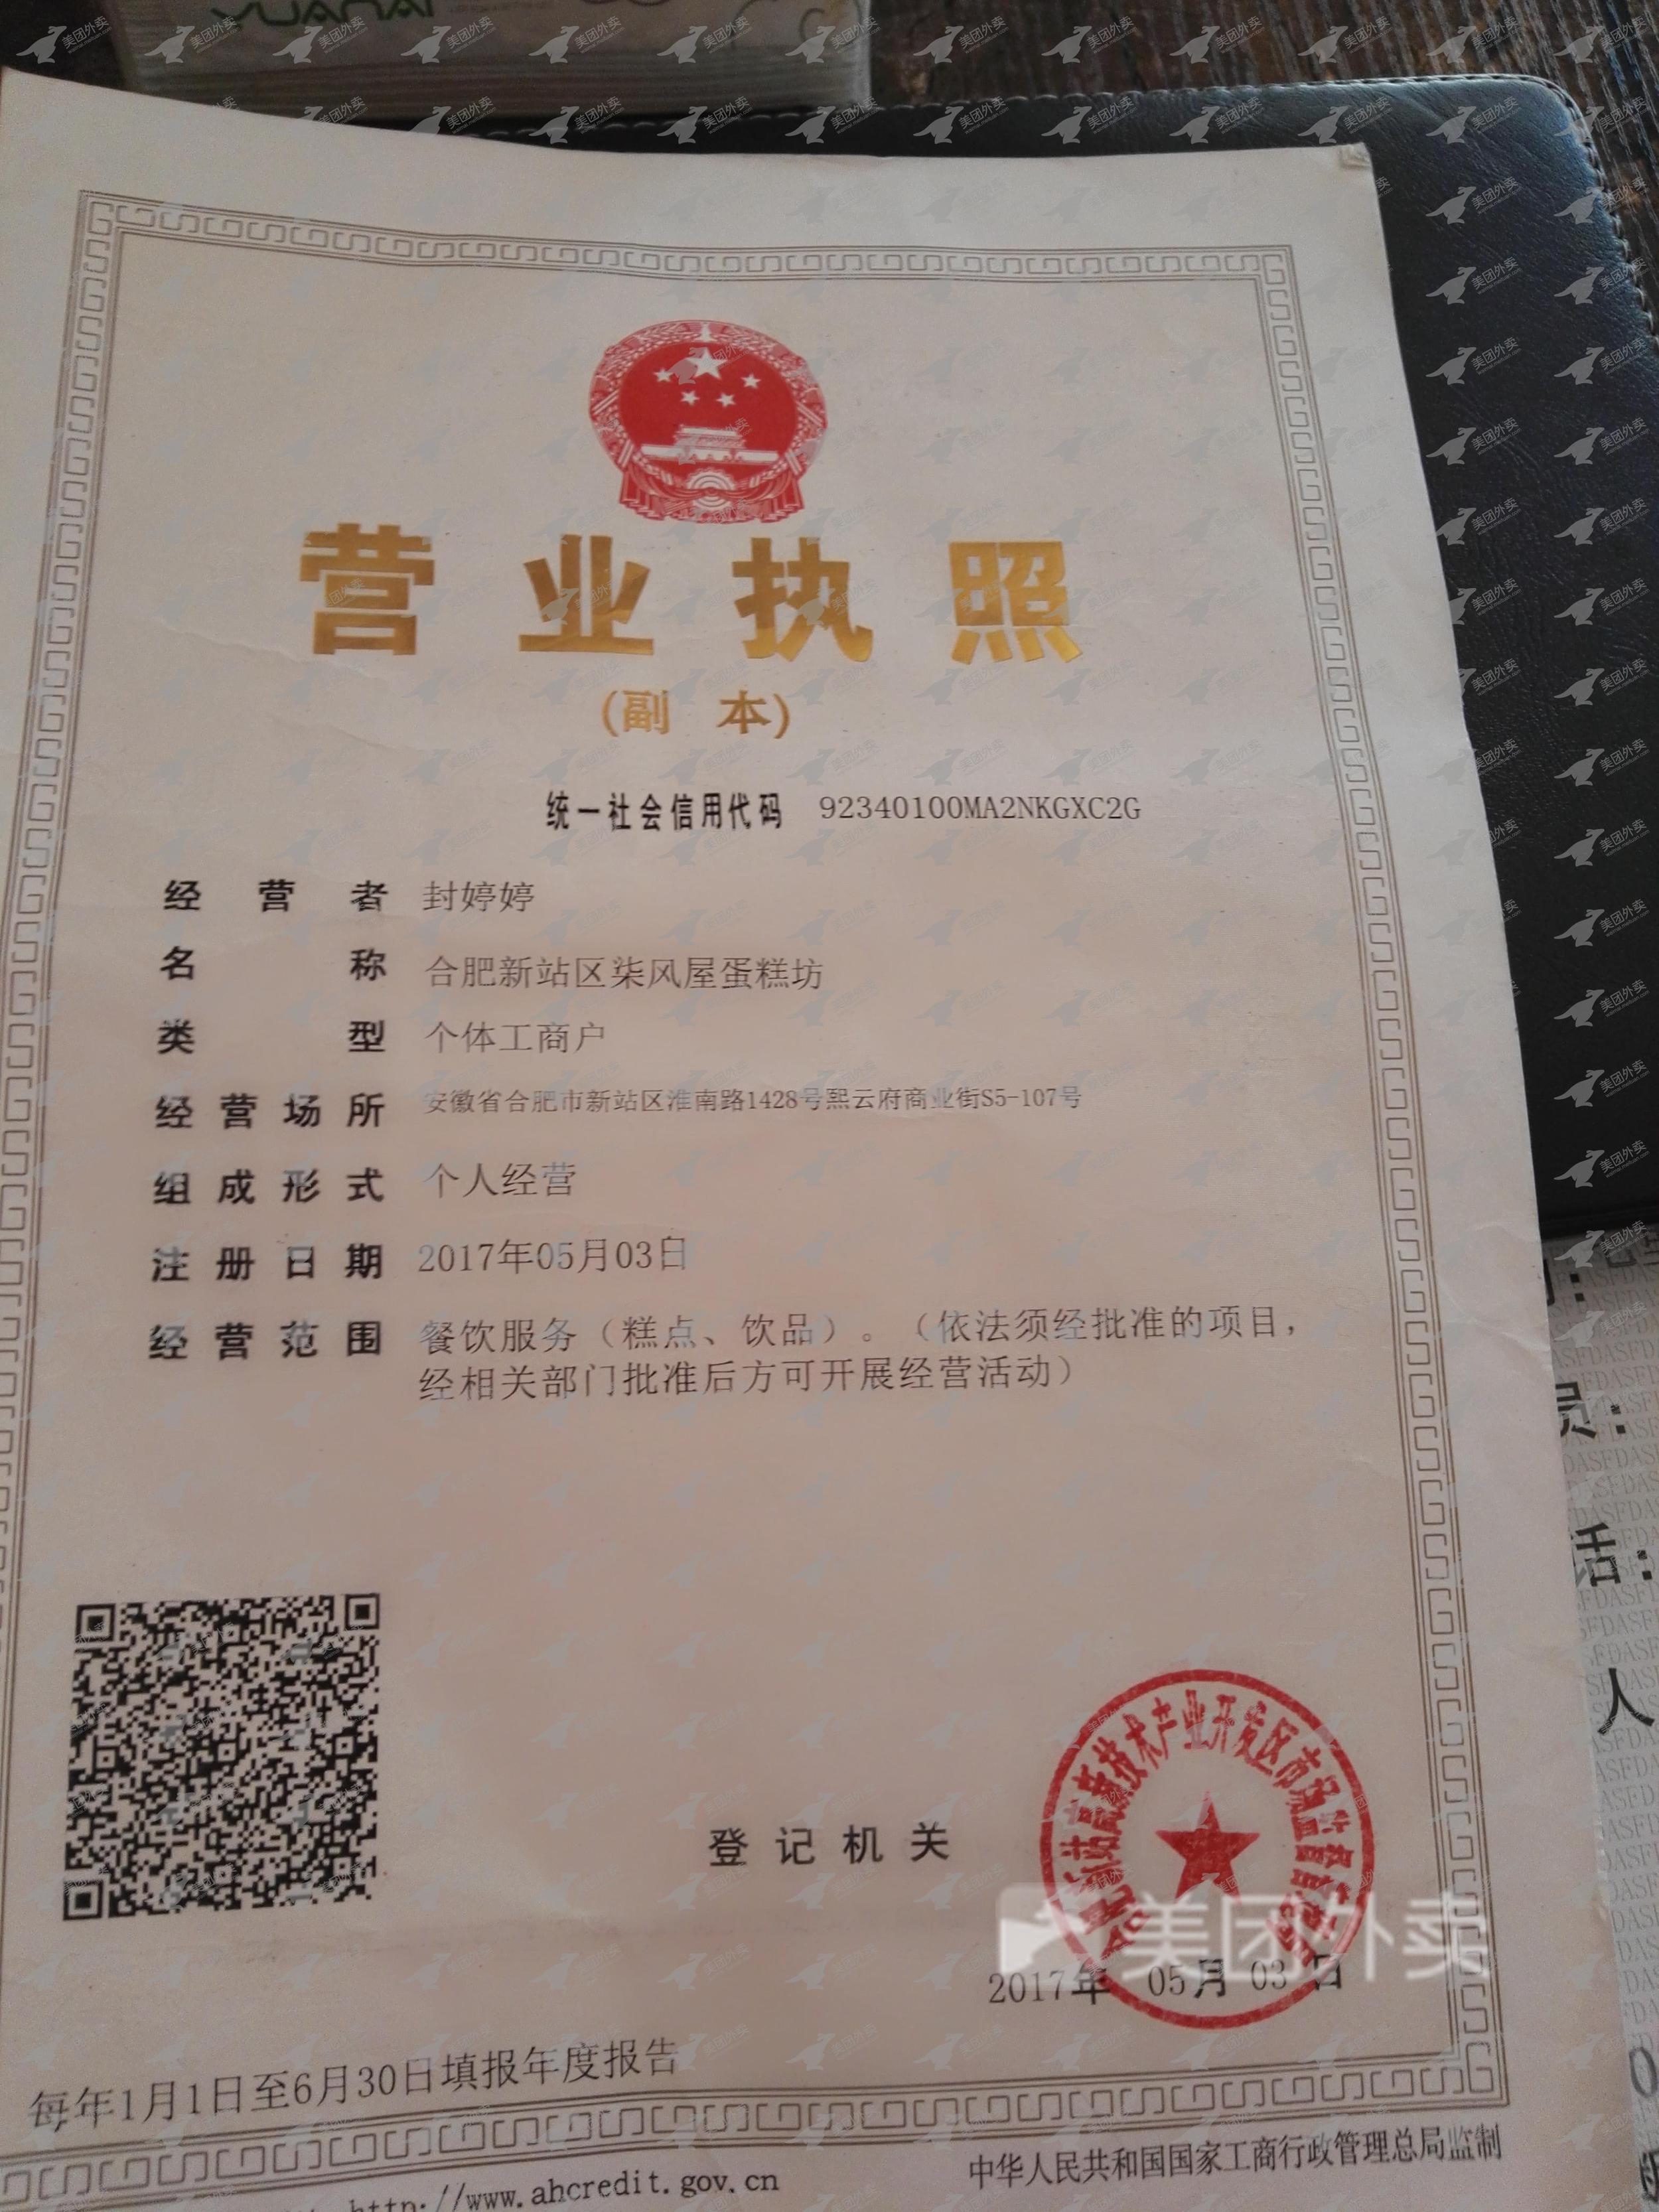 YUANAI
营业执照
(副 本)
统一社会信用代码 92340100MA2NKGXC2G
经营者 封婷婷
名称 合肥新站区柒风屋蛋糕坊
类型 个体工商户
经营场所 安徽省合肥市新站区淮南路1428号熙云府商业街S5-107号
组成形式 个人经营
注册日期 2017年05月03日
经营范围 餐饮服务（糕点、饮品）。（依法须经批准的项目，
经相关部门批准后方可开展经营活动）
登记机关
新站高新技术产业开发区市场监督管理
2017年 05月 03日
美团外卖
每年1月1日至6月30日填报年度报告
http://www.ahcredit.gov.cn
中华人民共和国国家工商行政管理总局监制
员：
话：
人